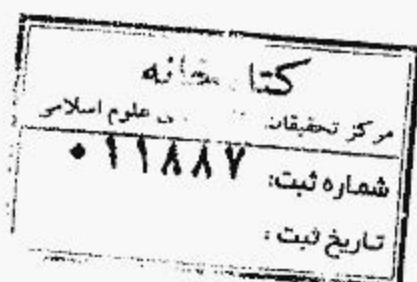 کتابخانه
مرکز تحقیقات ی علوم اسلامی
شماره ثبت: ۰۱۱۸۸۷
تاریخ ثبت :